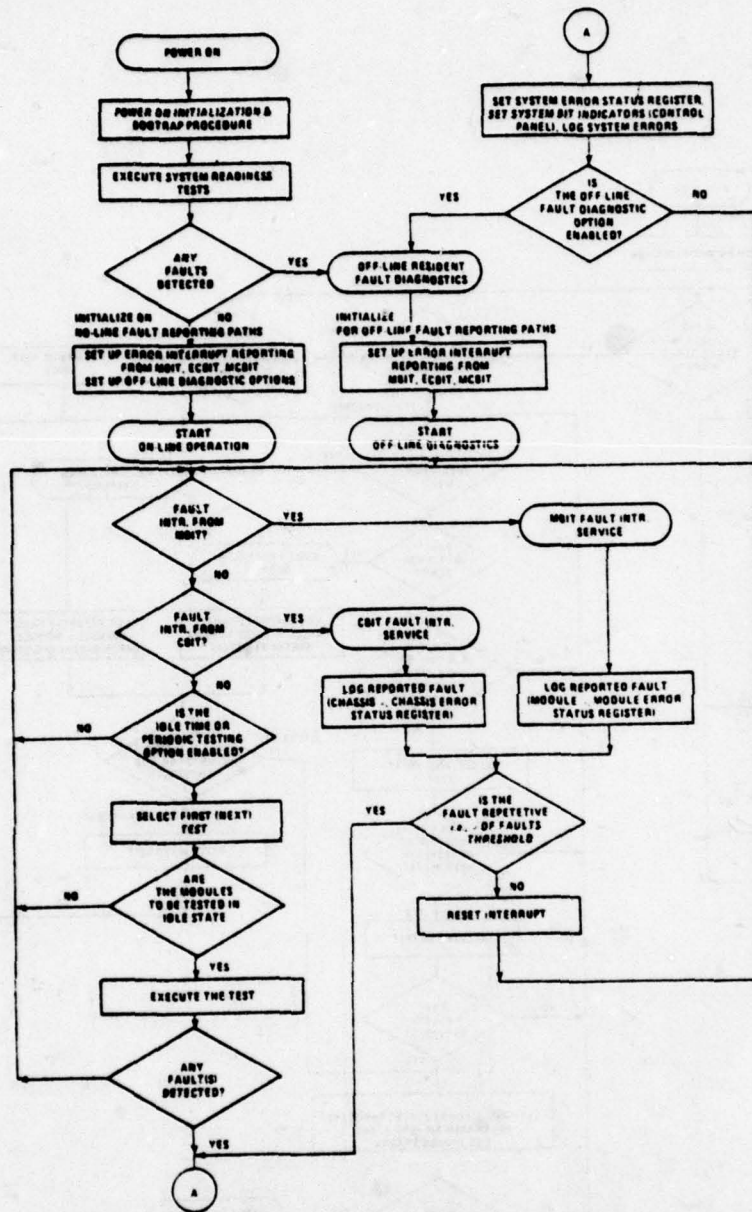 POWER ON
POWER ON INITIALIZATION &
BOOTRAP PROCEDURE
EXECUTE SYSTEM READINESS
TESTS
ANY
FAULTS
DETECTED
YES
NO
INITIALIZE ON
NO-LINE FAULT REPORTING PATHS
SET UP ERROR INTERRUPT REPORTING
FROM MBIT, ECBIT, MCBIT
SET UP OFF-LINE DIAGNOSTIC OPTIONS
START
ON-LINE OPERATION
A
SET SYSTEM ERROR STATUS REGISTER,
SET SYSTEM BIT INDICATORS (CONTROL
PANEL), LOG SYSTEM ERRORS
IS
THE OFF LINE
FAULT DIAGNOSTIC
OPTION
ENABLED?
YES
NO
OFF-LINE RESIDENT
FAULT DIAGNOSTICS
INITIALIZE
FOR OFF-LINE FAULT REPORTING PATHS
SET UP ERROR INTERRUPT
REPORTING FROM
MBIT, ECBIT, MCBIT
START
OFF-LINE DIAGNOSTICS
FAULT
INTR. FROM
MBIT?
YES
NO
MBIT FAULT INTR.
SERVICE
FAULT
INTR. FROM
CBIT?
YES
NO
CBIT FAULT INTR.
SERVICE
LOG REPORTED FAULT
(CHASSIS - CHASSIS ERROR
STATUS REGISTER)
LOG REPORTED FAULT
(MODULE - MODULE ERROR
STATUS REGISTER)
IS THE
IDLE TIME OR
PERIODIC TESTING
OPTION ENABLED?
NO
SELECT FIRST (NEXT)
TEST
IS THE
FAULT REPETETIVE
i.e., - OF FAULTS
THRESHOLD
YES
NO
RESET INTERRUPT
ARE
THE MODULES
TO BE TESTED IN
IDLE STATE
NO
YES
EXECUTE THE TEST
ANY
FAULT(S)
DETECTED?
YES
A